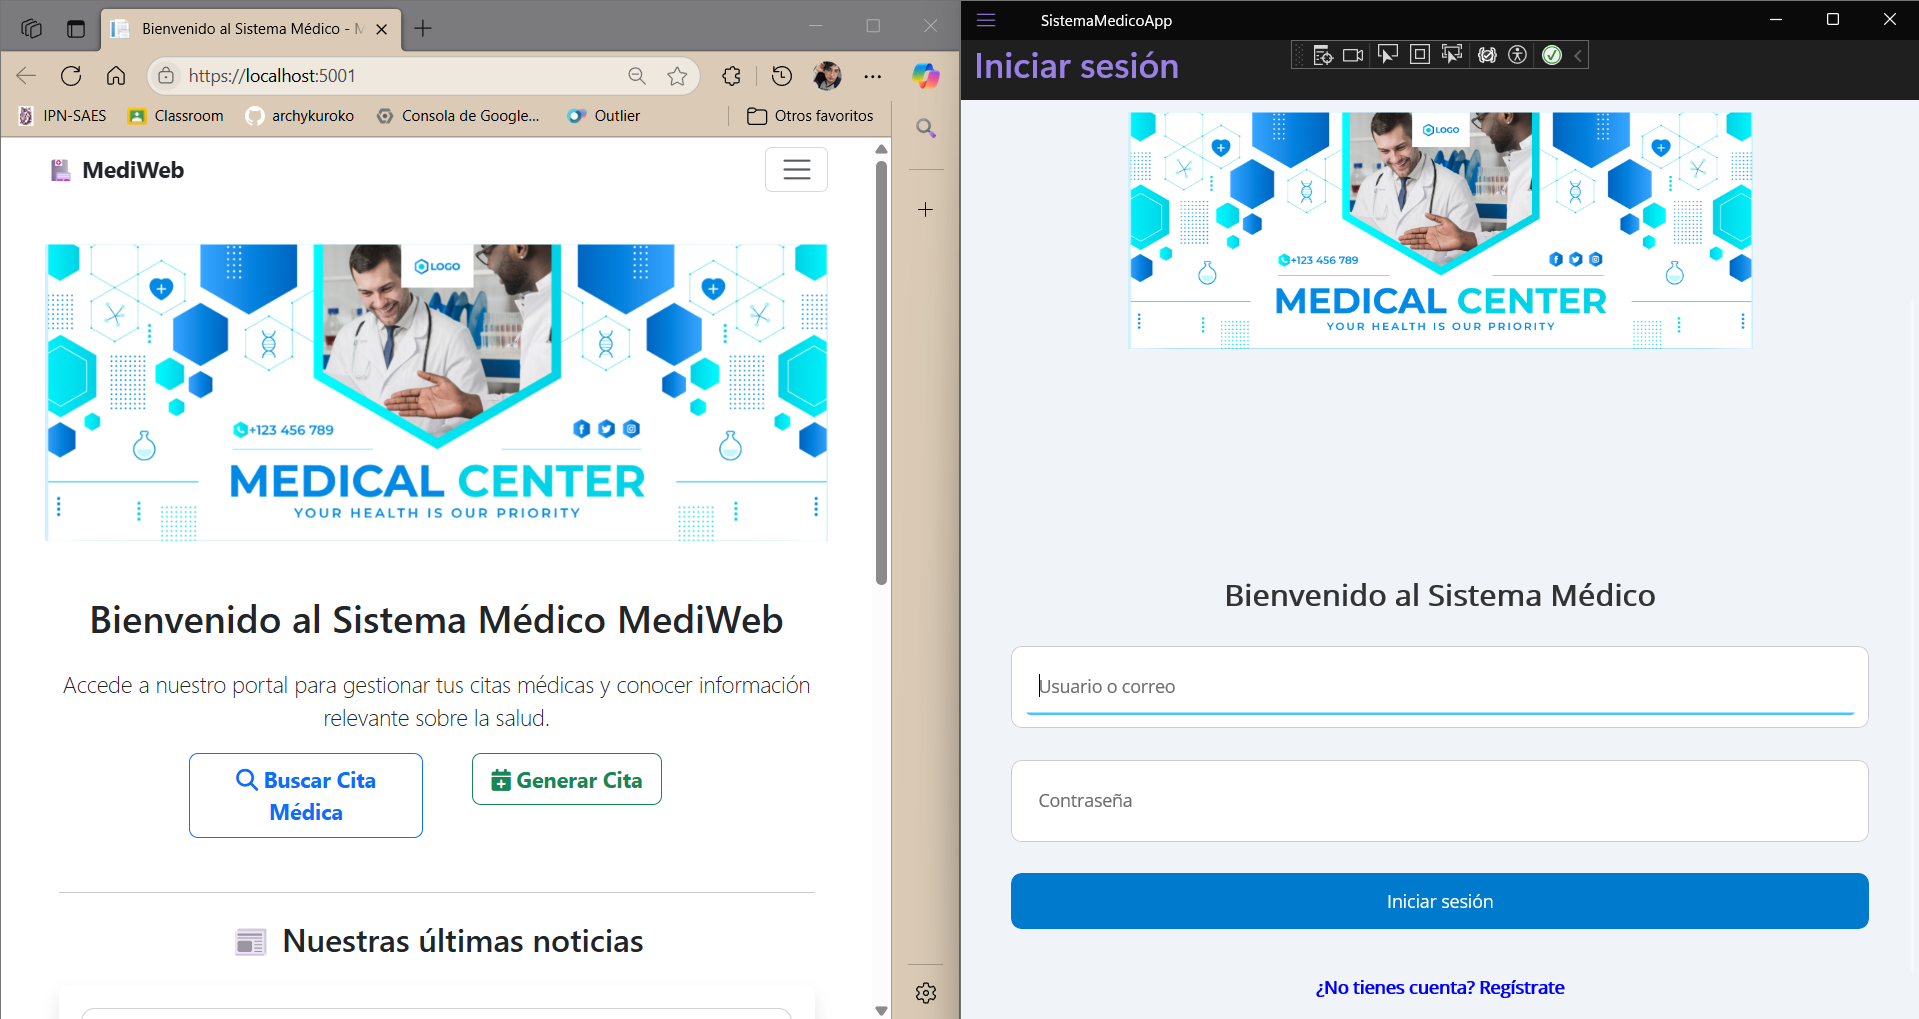 Bienvenido al Sistema Médico - M
https://localhost:5001
IPN-SAES
Classroom
archykuroko
Consola de Google...
Outlier
Otros favoritos
MediWeb
LOGO
+123 456 789
MEDICAL CENTER
YOUR HEALTH IS OUR PRIORITY
Bienvenido al Sistema Médico MediWeb
Accede a nuestro portal para gestionar tus citas médicas y conocer información
relevante sobre la salud.
Buscar Cita
Médica
Generar Cita
Nuestras últimas noticias
SistemaMedicoApp
Iniciar sesión
LOGO
+123 456 789
MEDICAL CENTER
YOUR HEALTH IS OUR PRIORITY
Bienvenido al Sistema Médico
Usuario o correo
Contraseña
Iniciar sesión
¿No tienes cuenta? Regístrate